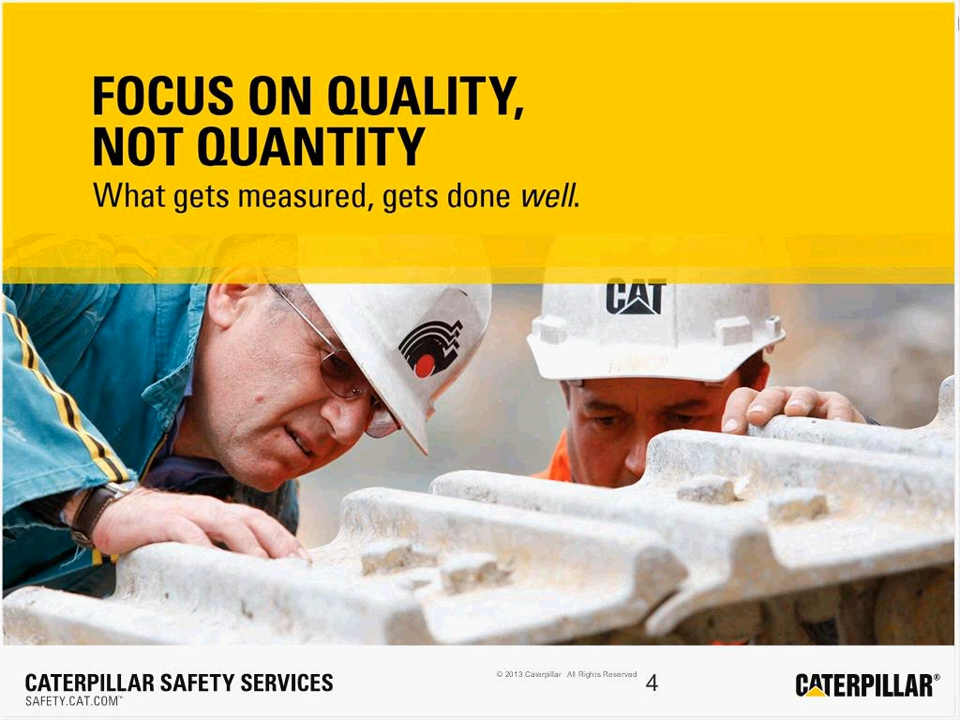 FOCUS ON QUALITY,
NOT QUANTITY
What gets measured, gets done well.
CAT
CATERPILLAR SAFETY SERVICES
SAFETY.CAT.COM™
© 2013 Caterpillar All Rights Reserved
4
CATERPILLAR®